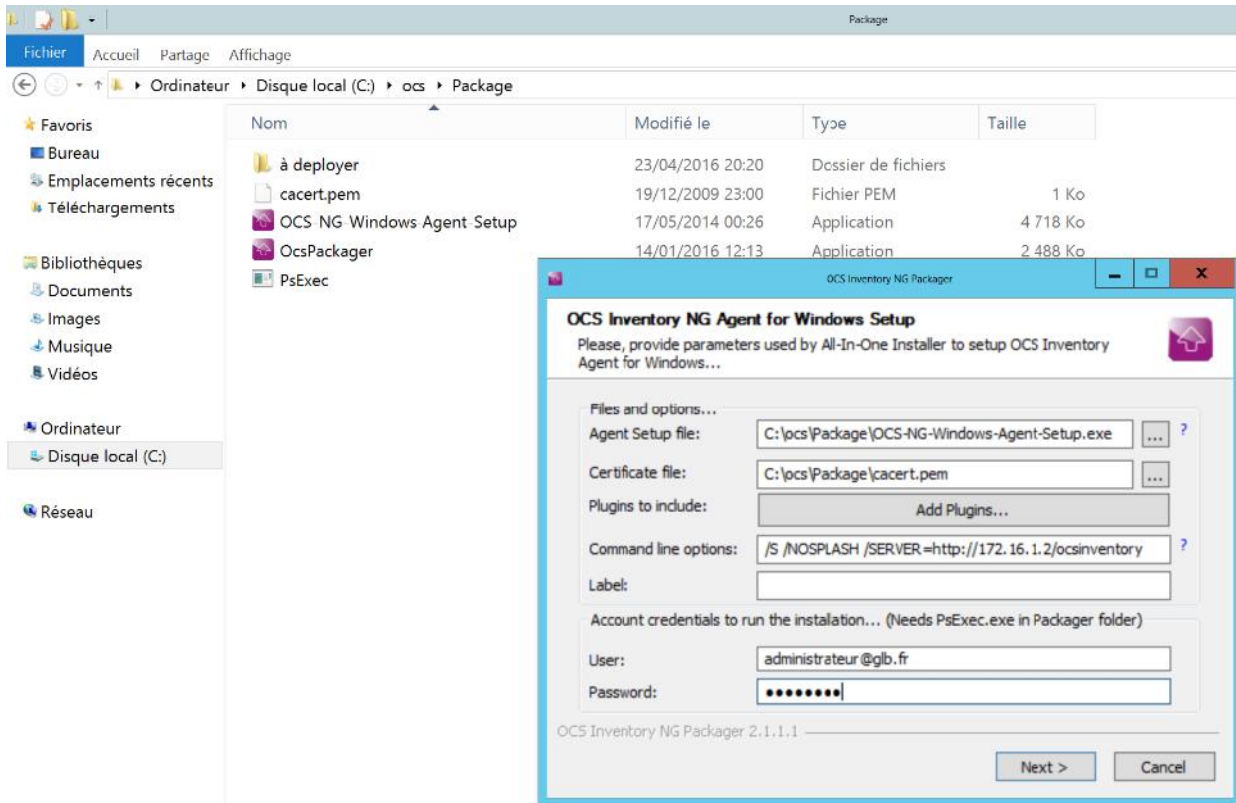 Package
Fichier Accueil Partage Affichage
Ordinateur Disque local (C:) ocs Package
Favoris
Bureau
Emplacements récents
Téléchargements
Bibliothèques
Documents
Images
Musique
Vidéos
Ordinateur
Disque local (C:)
Réseau
Nom Modifié le Type Taille
à deployer 23/04/2016 20:20 Dossier de fichiers
cacert.pem 19/12/2009 23:00 Fichier PEM 1 Ko
OCS-NG-Windows-Agent-Setup 17/05/2014 00:26 Application 4 718 Ko
OcsPackager 14/01/2016 12:13 Application 2 488 Ko
PsExec
OCS Inventory NG Packager
OCS Inventory NG Agent for Windows Setup
Please, provide parameters used by All-In-One Installer to setup OCS Inventory
Agent for Windows...
Files and options...
Agent Setup file: C:\ocs\Package\OCS-NG-Windows-Agent-Setup.exe ... ?
Certificate file: C:\ocs\Package\cacert.pem ...
Plugins to include: Add Plugins...
Command line options: /S /NOSPLASH /SERVER=http://172.16.1.2/ocsinventory ?
Label:
Account credentials to run the instalation... (Needs PsExec.exe in Packager folder)
User: administrateur@glb.fr
Password: ••••••••
OCS Inventory NG Packager 2.1.1.1
Next > Cancel